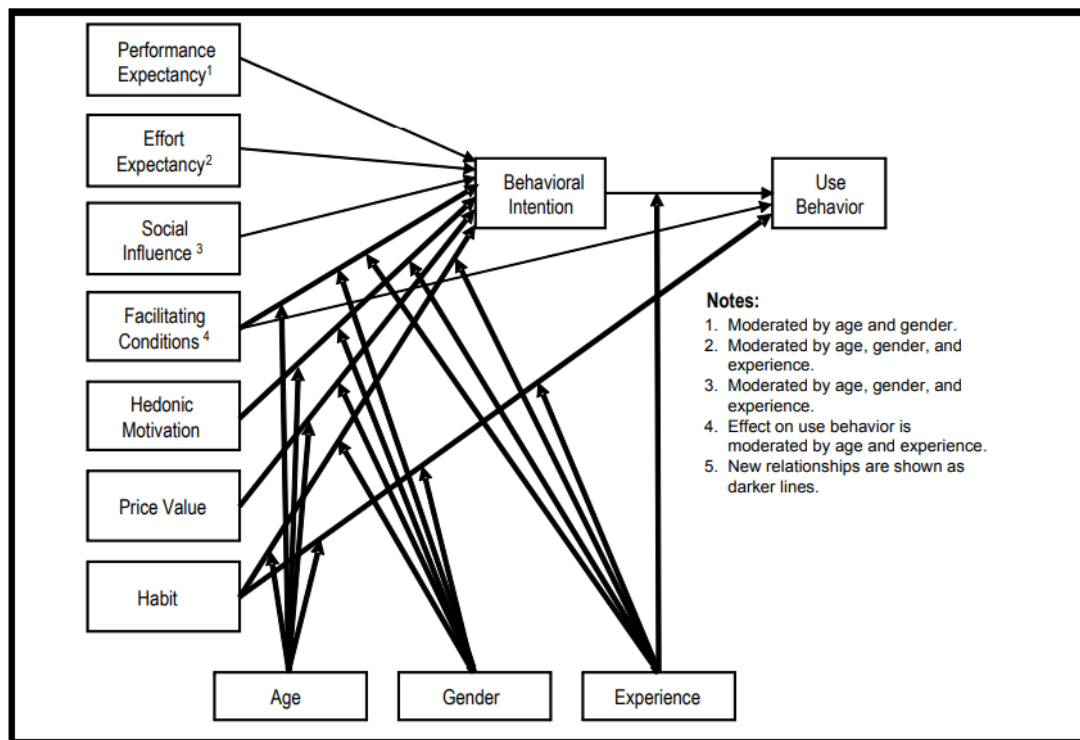 Performance
Expectancy1
Effort
Expectancy2
Social
Influence 3
Facilitating
Conditions 4
Hedonic
Motivation
Price Value
Habit
Behavioral
Intention
Use
Behavior
Notes:
1. Moderated by age and gender.
2. Moderated by age, gender, and
experience.
3. Moderated by age, gender, and
experience.
4. Effect on use behavior is
moderated by age and experience.
5. New relationships are shown as
darker lines.
Age
Gender
Experience